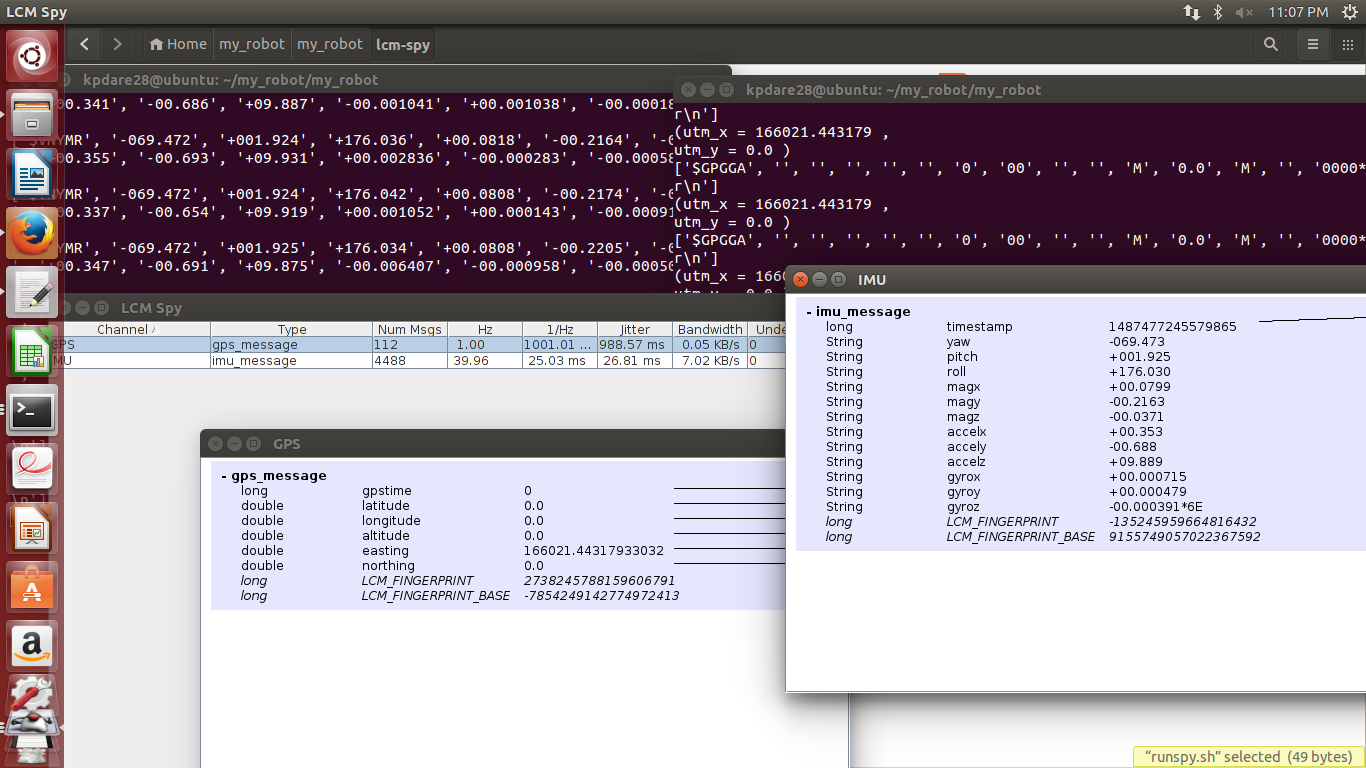 LCM Spy
11:07 PM
Home my_robot my_robot lcm-spy
kpdare28@ubuntu: ~/my_robot/my_robot
00.341', '-00.686', '+09.887', '-00.001041', '+00.001038', '-00.00018
YMR', '-069.472', '+001.924', '+176.036', '+00.0818', '-00.2164', '-0
00.355', '-00.693', '+09.931', '+00.002836', '-00.000283', '-00.00058
YMR', '-069.472', '+001.924', '+176.042', '+00.0808', '-00.2174', '-0
00.337', '-00.654', '+09.919', '+00.001052', '+00.000143', '-00.00091
YMR', '-069.472', '+001.925', '+176.034', '+00.0808', '-00.2205', '-0
00.347', '-00.691', '+09.875', '-00.006407', '-00.000958', '-00.00050
kpdare28@ubuntu: ~/my_robot/my_robot
r\n']
(utm_x = 166021.443179 ,
utm_y = 0.0 )
['$GPGGA', '', '', '', '', '', '0', '00', '', '', 'M', '0.0', 'M', '', '0000*
r\n']
(utm_x = 166021.443179 ,
utm_y = 0.0 )
['$GPGGA', '', '', '', '', '', '0', '00', '', '', 'M', '0.0', 'M', '', '0000*
r\n']
(utm_x = 16602
LCM Spy
Channel Type Num Msgs Hz 1/Hz Jitter Bandwidth Unde
GPS gps_message 112 1.00 1001.01 ... 988.57 ms 0.05 KB/s 0
IMU imu_message 4488 39.96 25.03 ms 26.81 ms 7.02 KB/s 0
GPS
- gps_message
long gpstime 0
double latitude 0.0
double longitude 0.0
double altitude 0.0
double easting 166021.44317933032
double northing 0.0
long LCM_FINGERPRINT 2738245788159606791
long LCM_FINGERPRINT_BASE -7854249142774972413
IMU
- imu_message
long timestamp 1487477245579865
String yaw -069.473
String pitch +001.925
String roll +176.030
String magx +00.0799
String magy -00.2163
String magz -00.0371
String accelx +00.353
String accely -00.688
String accelz +09.889
String gyrox +00.000715
String gyroy +00.000479
String gyroz -00.000391*6E
long LCM_FINGERPRINT -135245959664816432
long LCM_FINGERPRINT_BASE 9155749057022367592
“runspy.sh” selected (49 bytes)